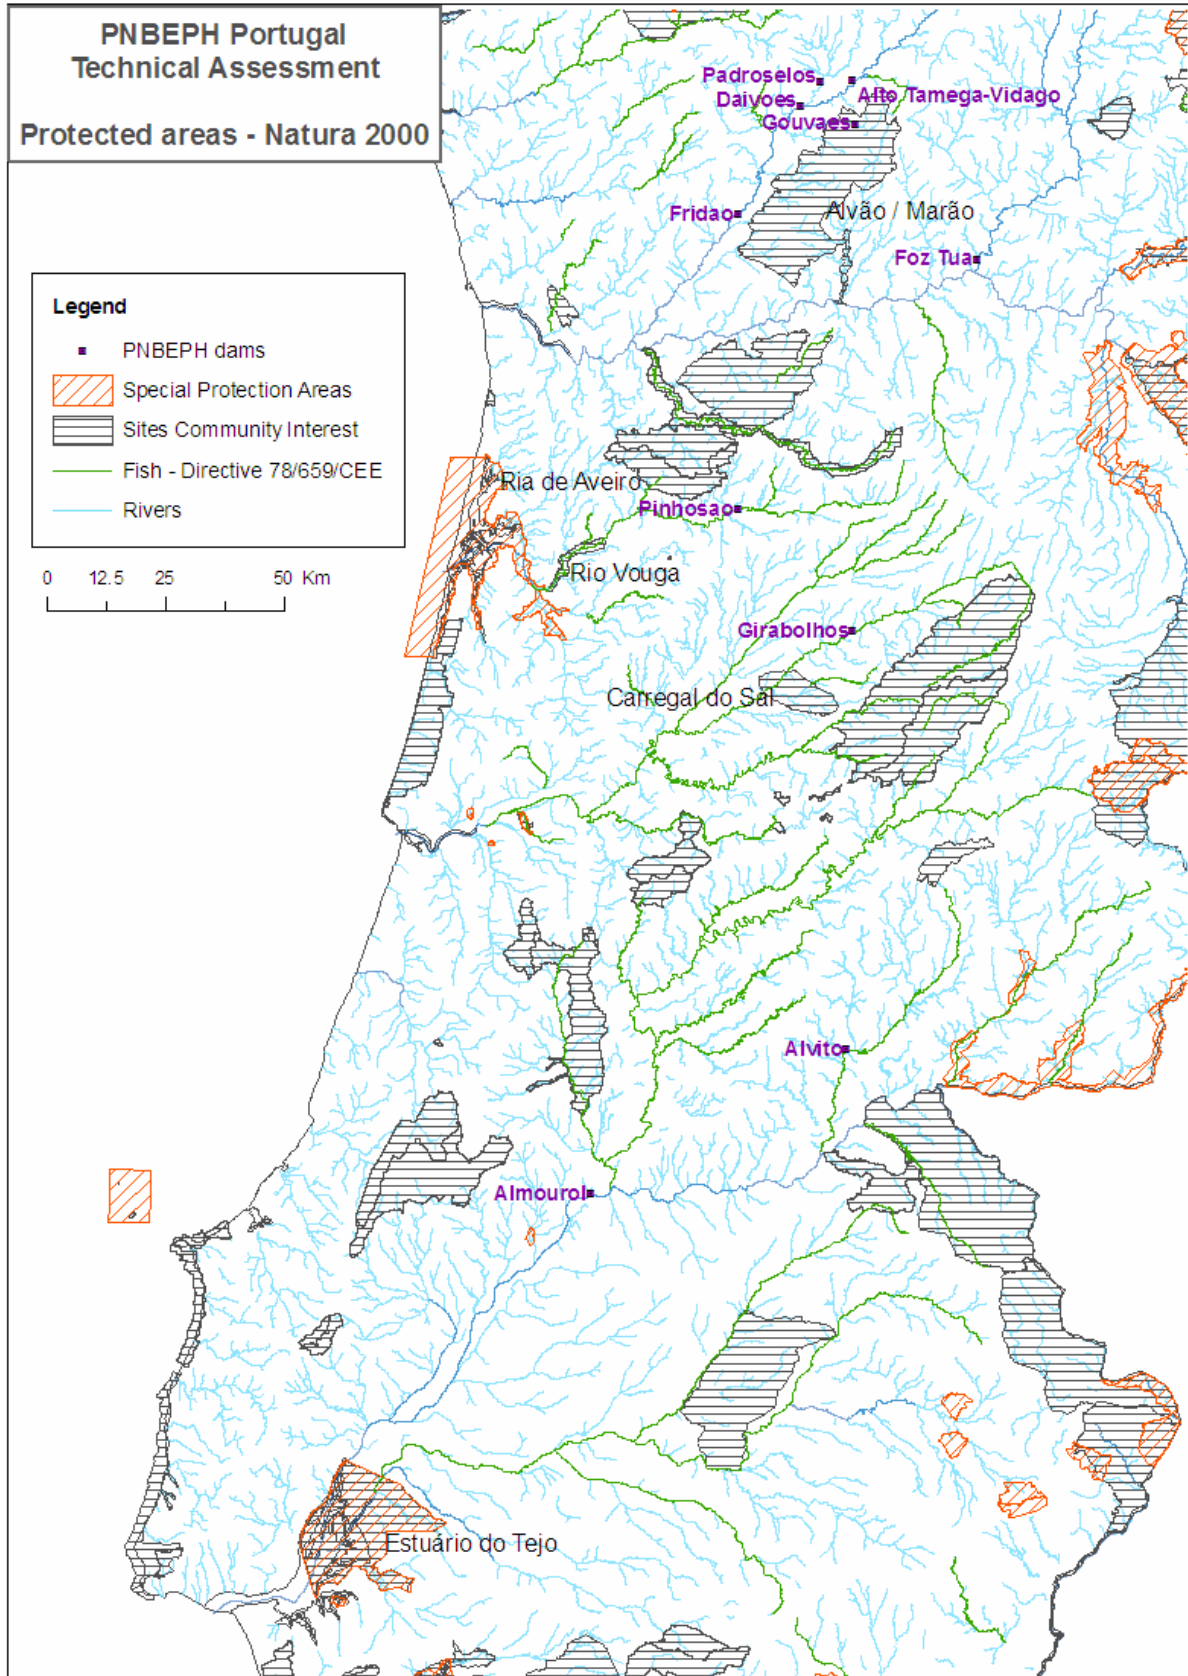 PNBEPH Portugal
Technical Assessment
Protected areas - Natura 2000
Padroselos
Alto Tamega-Vidago
Daivoes
Gouvaes
Fridao
Alvão / Marão
Foz Tua
Legend
PNBEPH dams
Special Protection Areas
Sites Community Interest
Fish - Directive 78/659/CEE
Rivers
0 12.5 25 50 Km
Ria de Aveiro
Pinhosao
Rio Vouga
Girabolhos
Carregal do Sal
Alvito
Almourol
Estuário do Tejo